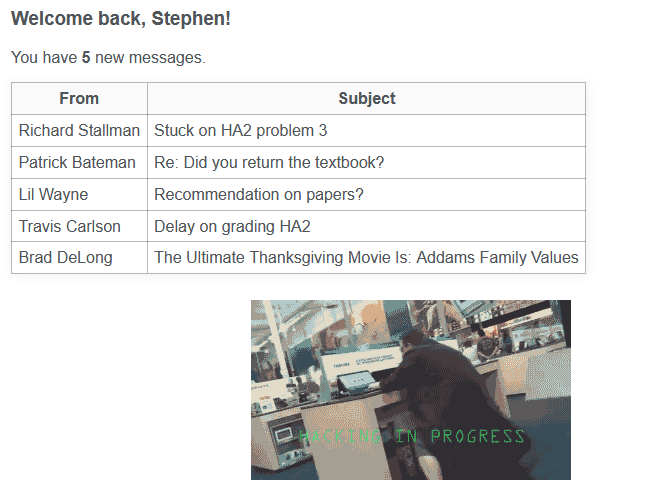 Welcome back, Stephen!
You have 5 new messages.
From Subject
Richard Stallman Stuck on HA2 problem 3
Patrick Bateman Re: Did you return the textbook?
Lil Wayne Recommendation on papers?
Travis Carlson Delay on grading HA2
Brad DeLong The Ultimate Thanksgiving Movie Is: Addams Family Values
HACKING IN PROGRESS